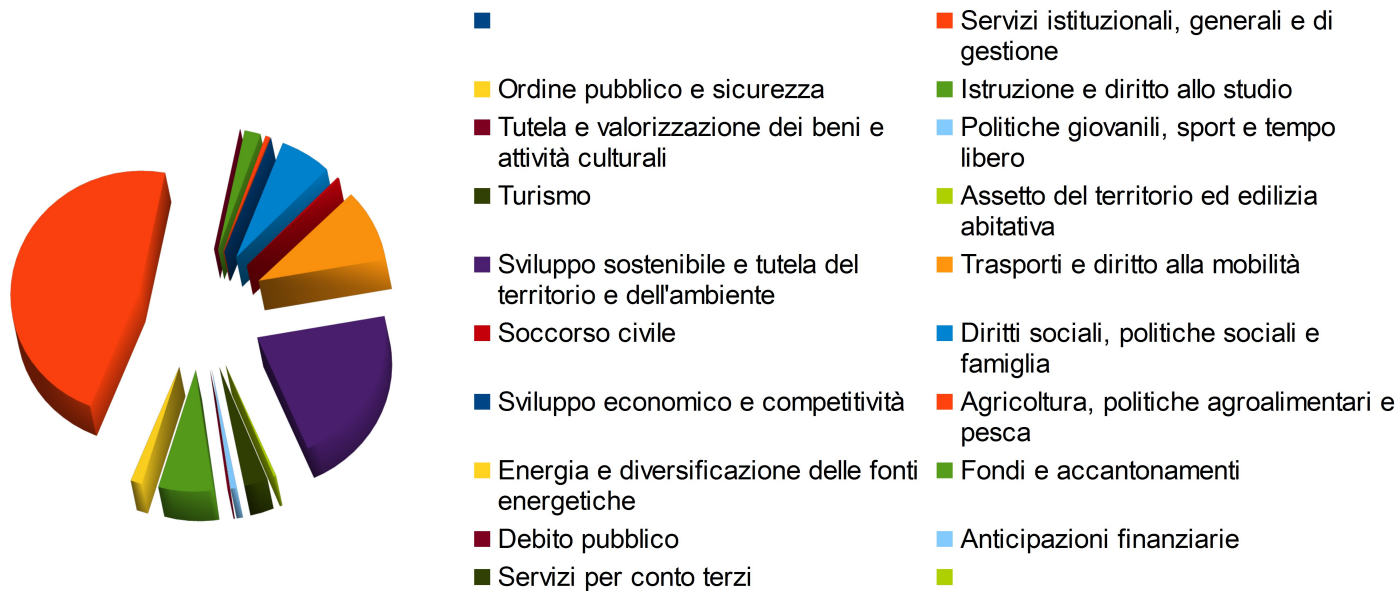 Servizi istituzionali, generali e di
gestione
Ordine pubblico e sicurezza
Istruzione e diritto allo studio
Tutela e valorizzazione dei beni e
attività culturali
Politiche giovanili, sport e tempo
libero
Turismo
Assetto del territorio ed edilizia
abitativa
Sviluppo sostenibile e tutela del
territorio e dell'ambiente
Trasporti e diritto alla mobilità
Soccorso civile
Diritti sociali, politiche sociali e
famiglia
Sviluppo economico e competitività
Agricoltura, politiche agroalimentari e
pesca
Energia e diversificazione delle fonti
energetiche
Fondi e accantonamenti
Debito pubblico
Anticipazioni finanziarie
Servizi per conto terzi